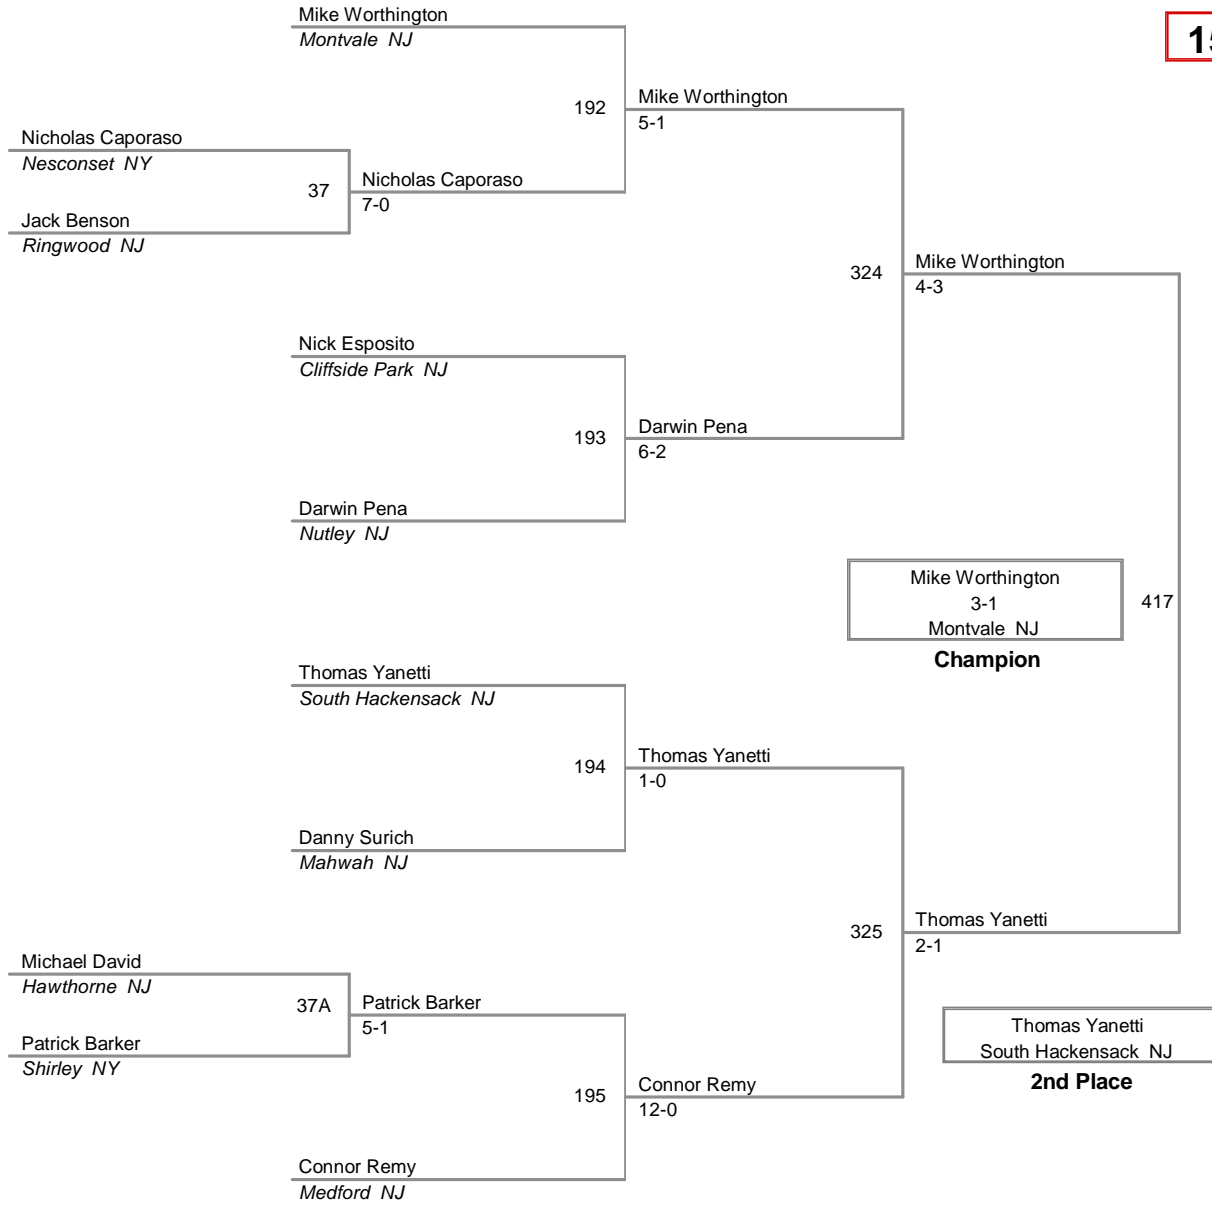 Mike Worthington
Montvale NJ
192
Mike Worthington
5-1
Nicholas Caporaso
Nesconset NY
37
Nicholas Caporaso
7-0
Jack Benson
Ringwood NJ
324
Mike Worthington
4-3
Nick Esposito
Cliffside Park NJ
193
Darwin Pena
6-2
Darwin Pena
Nutley NJ
Mike Worthington
3-1
Montvale NJ
417
Champion
Thomas Yanetti
South Hackensack NJ
194
Thomas Yanetti
1-0
Danny Surich
Mahwah NJ
325
Thomas Yanetti
2-1
Michael David
Hawthorne NJ
37A
Patrick Barker
5-1
Patrick Barker
Shirley NY
Thomas Yanetti
South Hackensack NJ
2nd Place
195
Connor Remy
12-0
Connor Remy
Medford NJ